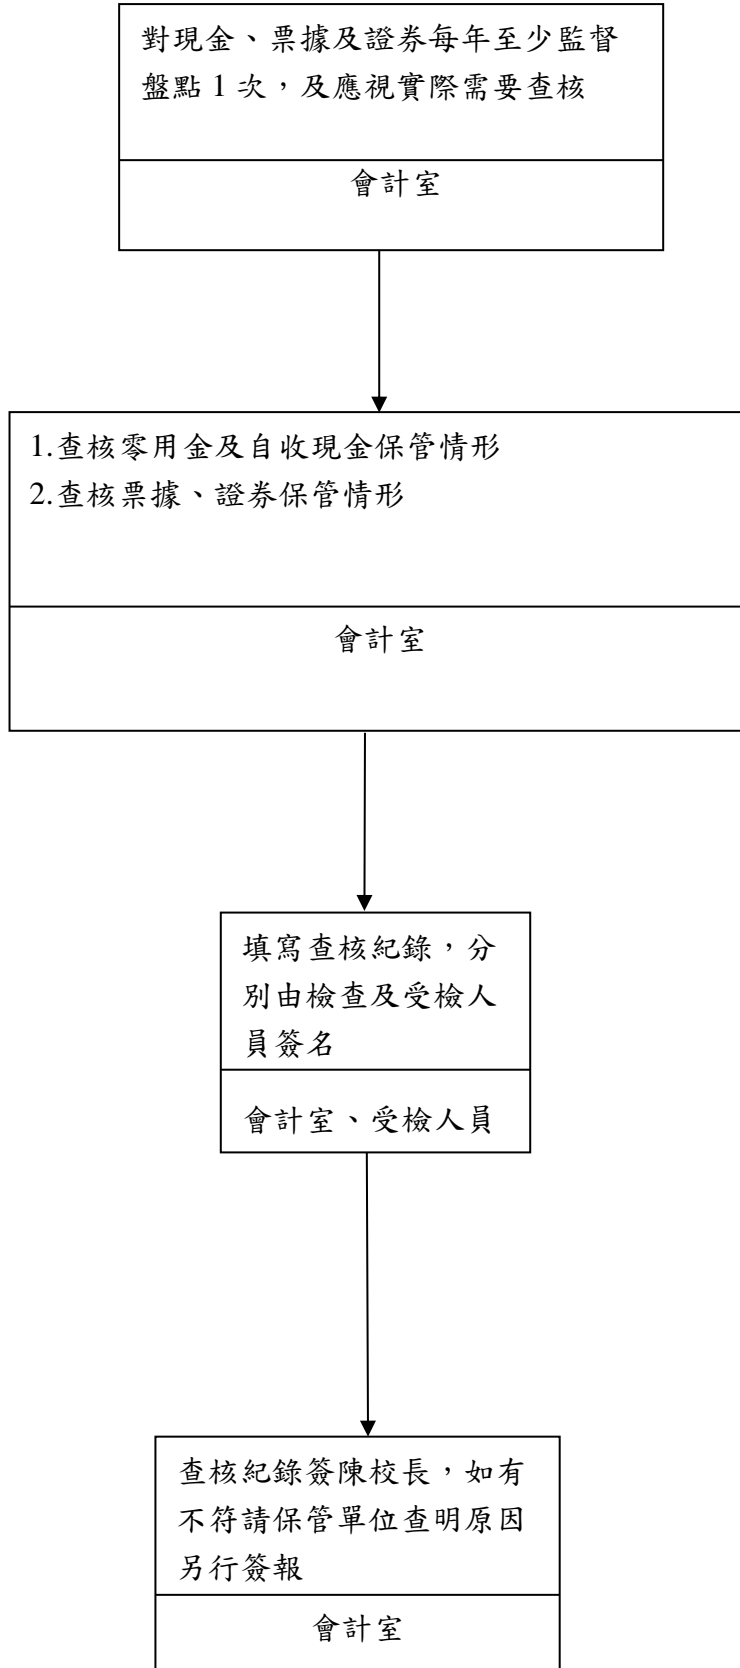 對現金、票據及證券每年至少監督
盤點 1 次，及應視實際需要查核
會計室
1.查核零用金及自收現金保管情形
2.查核票據、證券保管情形
會計室
填寫查核紀錄，分
別由檢查及受檢人
員簽名
會計室、受檢人員
查核紀錄簽陳校長，如有
不符請保管單位查明原因
另行簽報
會計室